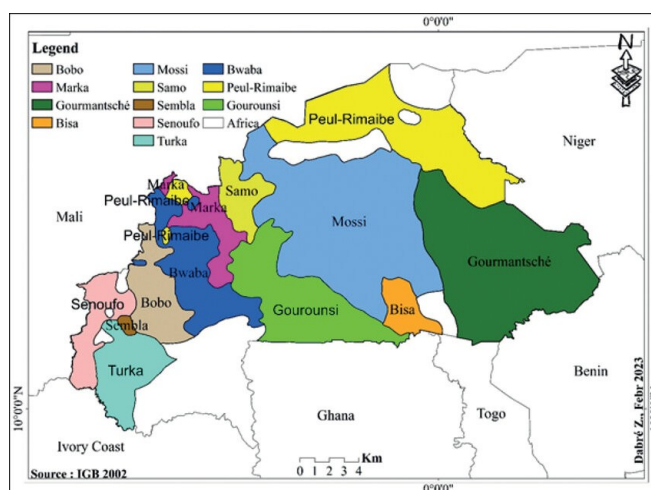 0°0'0"
Legend
Bobo
Marka
Gourmantsché
Bisa
Mossi
Samo
Sembla
Senoufo
Turka
Bwaba
Peul-Rimaibe
Gourounsi
Africa
N
Niger
Peul-Rimaibe
Marka
Samo
Peul-Rimaibe
Marka
Mali
Mossi
Peul-Rimaibe
Gourmantsché
Bwaba
Senoufo
Bobo
Gourounsi
Bisa
Sembla
Turka
Benin
10°0'0"N
Ghana
Togo
Ivory Coast
Km
0 1 2 3 4
Source : IGB 2002
Dabré Z., Febr 2023
0°0'0"